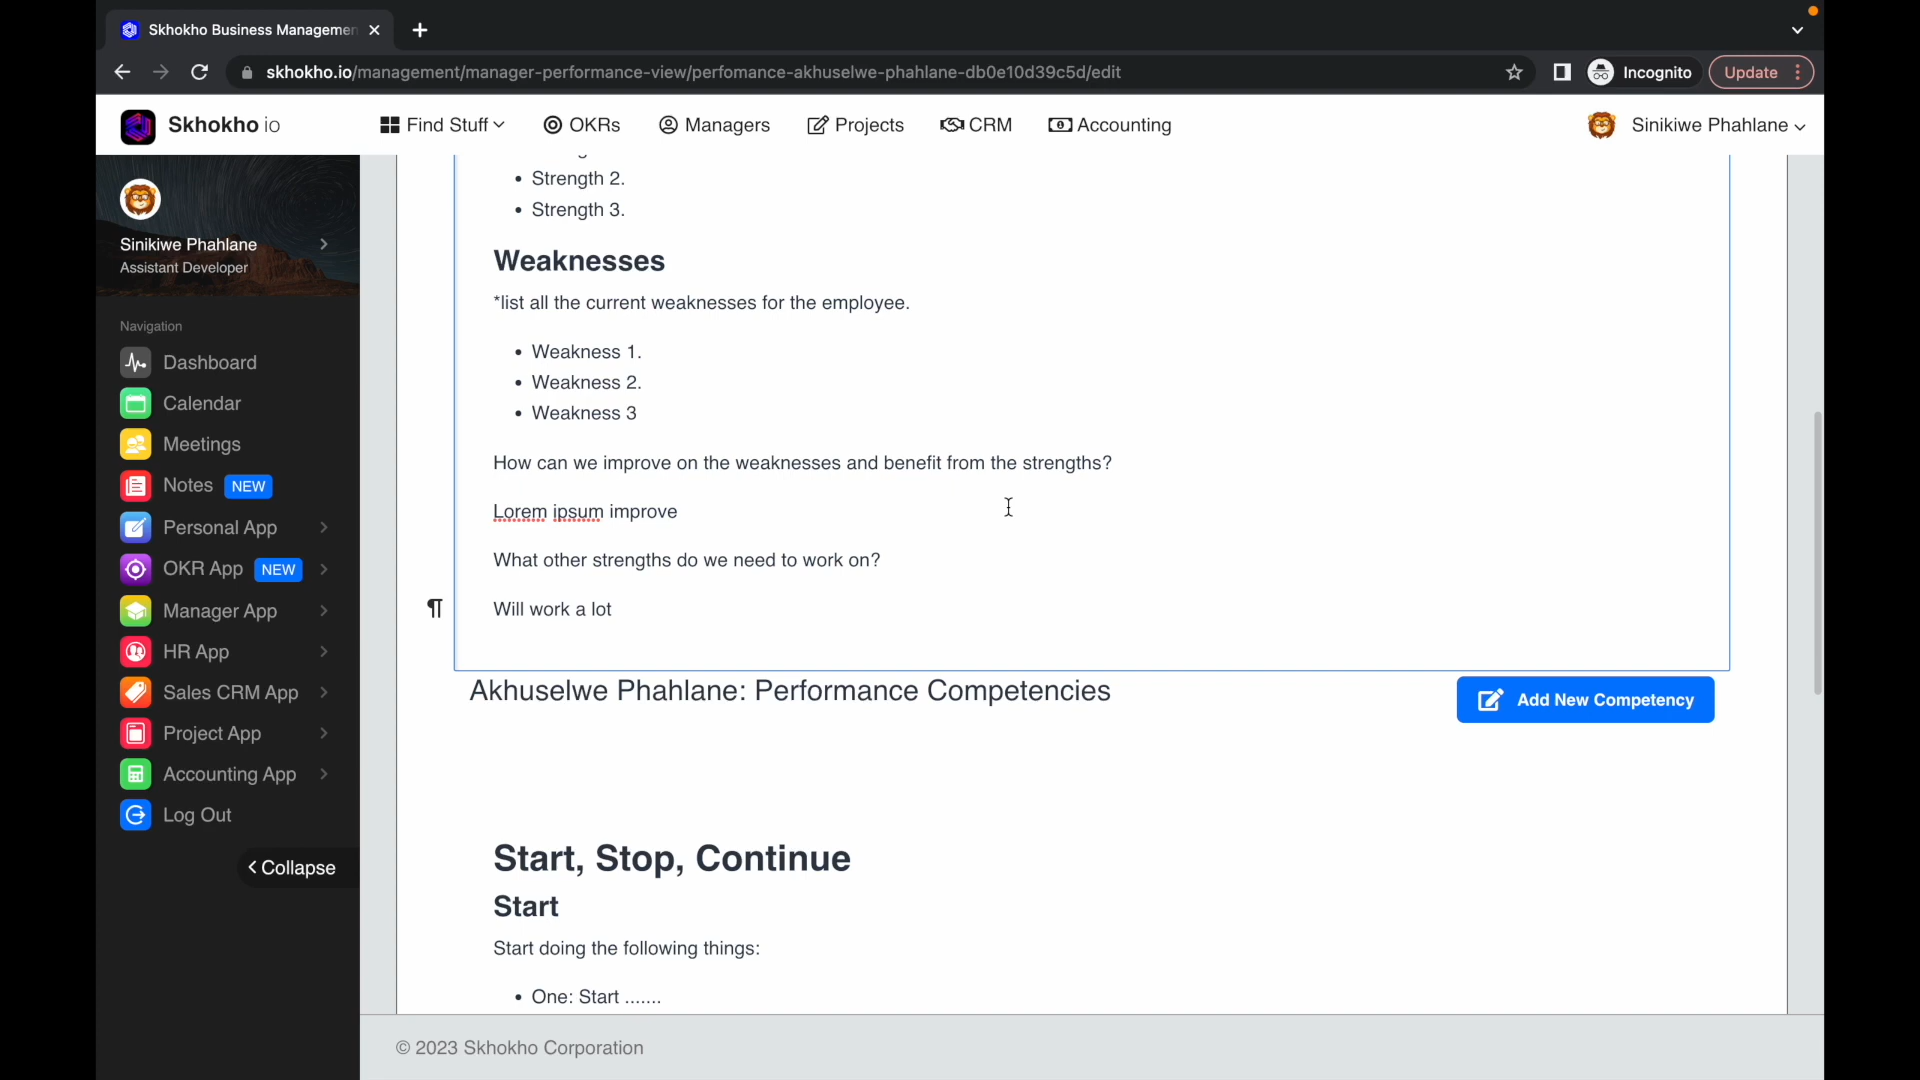 Skhokho Business Managemen
skhokho.io/management/manager-performance-view/perfomance-akhuselwe-phahlane-db0e10d39c5d/edit
Incognito
Update
Skhokho io
Find Stuff
OKRs
Managers
Projects
CRM
Accounting
Sinikiwe Phahlane
Sinikiwe Phahlane
Assistant Developer
Navigation
Dashboard
Calendar
Meetings
Notes NEW
Personal App
OKR App NEW
Manager App
HR App
Sales CRM App
Project App
Accounting App
Log Out
Collapse
• Strength 2.
• Strength 3.
Weaknesses
*list all the current weaknesses for the employee.
• Weakness 1.
• Weakness 2.
• Weakness 3
How can we improve on the weaknesses and benefit from the strengths?
Lorem ipsum improve
What other strengths do we need to work on?
¶ Will work a lot
Akhuselwe Phahlane: Performance Competencies
Add New Competency
Start, Stop, Continue
Start
Start doing the following things:
• One: Start .......
© 2023 Skhokho Corporation